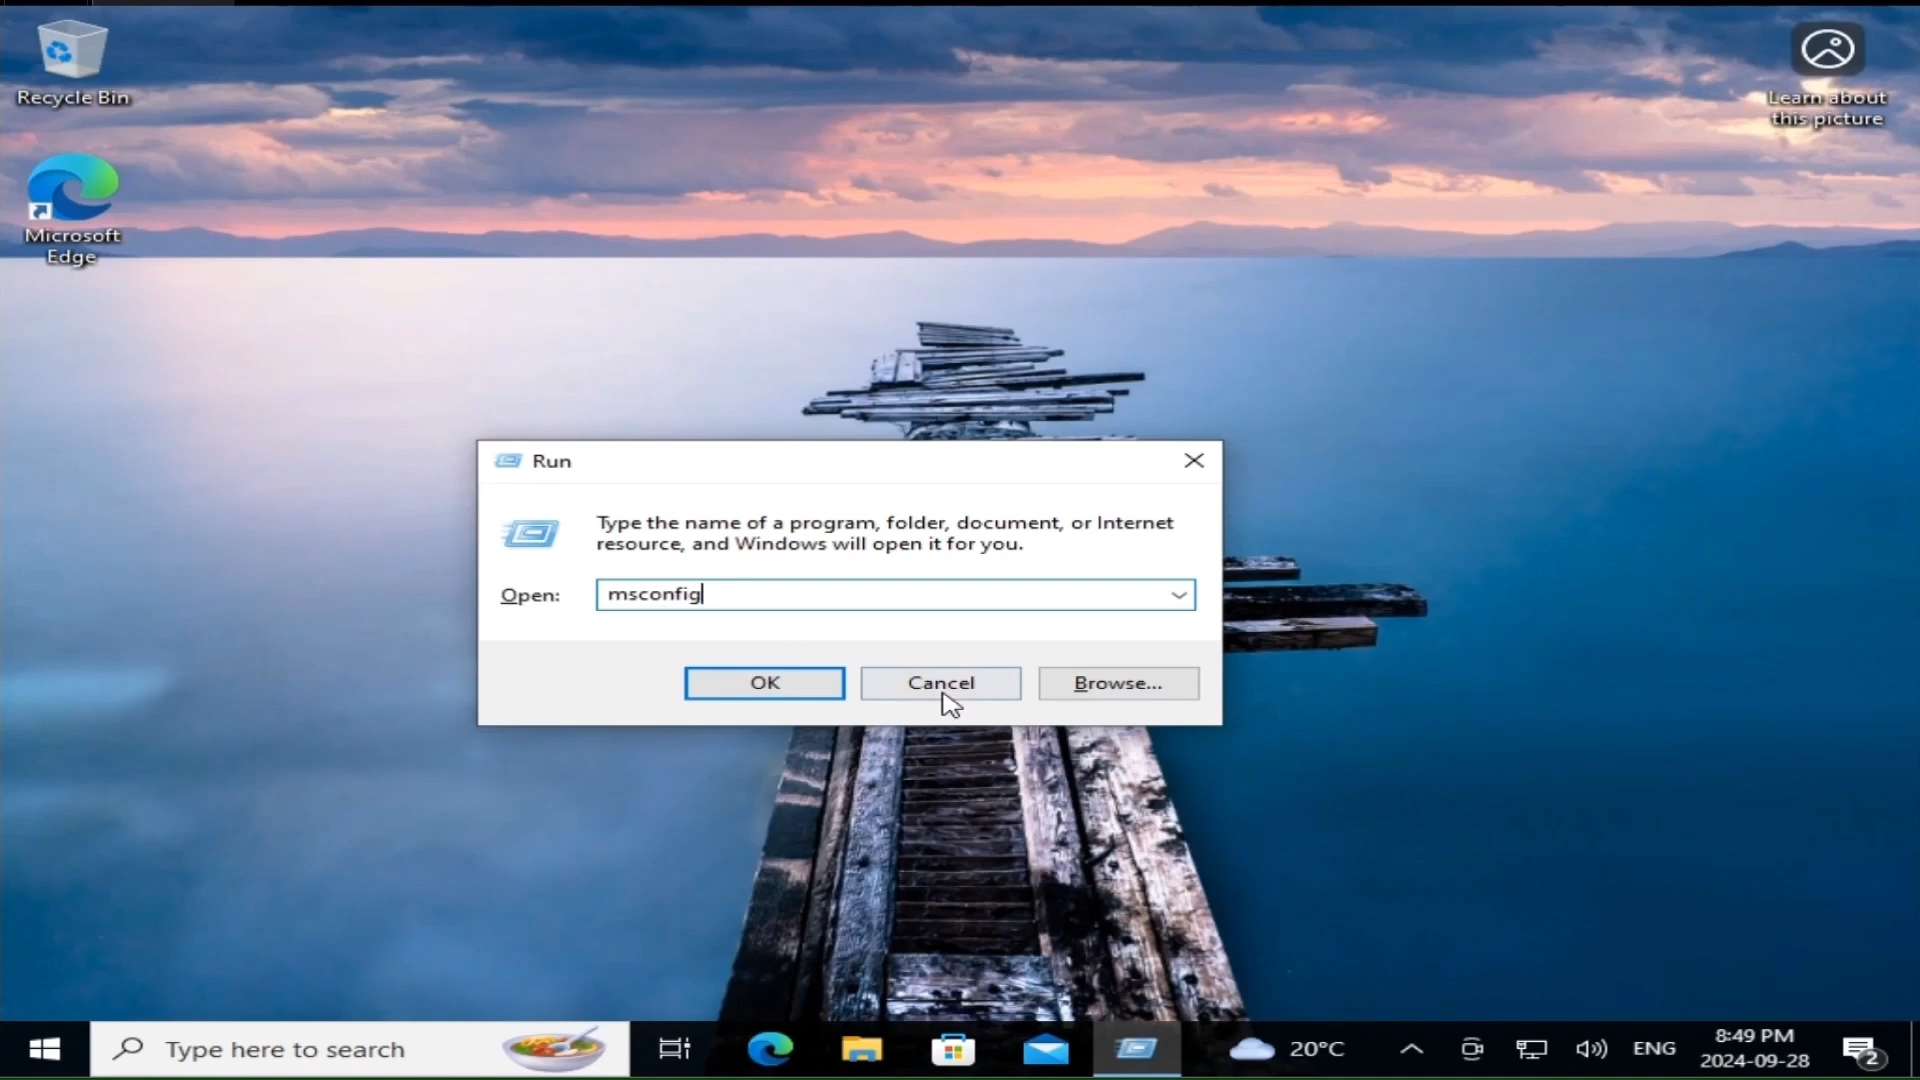 Recycle Bin
Learn about
this picture
Microsoft
Edge
Run
Type the name of a program, folder, document, or Internet
resource, and Windows will open it for you.
Open:
msconfig
OK
Cancel
Browse...
Type here to search
20°C
ENG
8:49 PM
2024-09-28
2